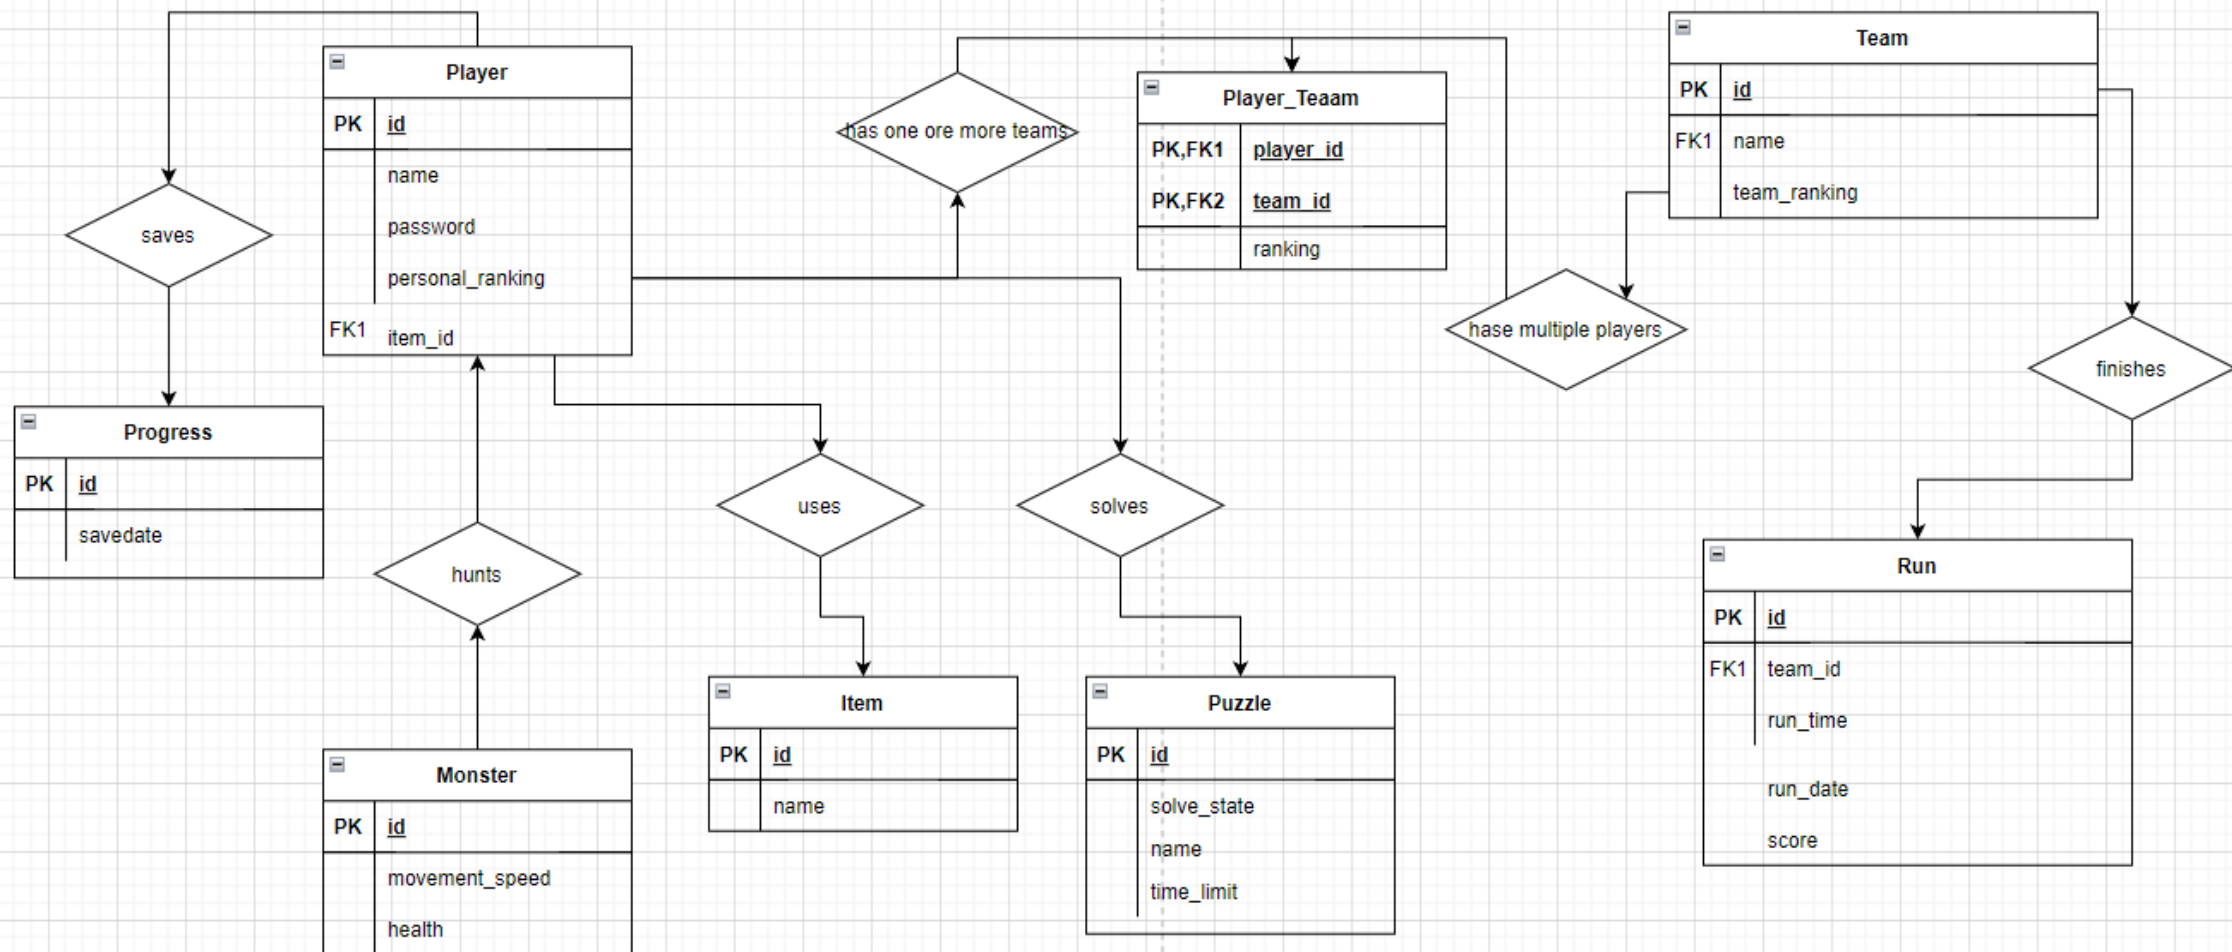 Player
PK id
name
password
personal_ranking
FK1 item_id
saves
Progress
PK id
savedate
hunts
Monster
PK id
movement_speed
health
has one ore more teams
uses
Item
PK id
name
solves
Puzzle
PK id
solve_state
name
time_limit
Player_Teaam
PK,FK1 player_id
PK,FK2 team_id
ranking
hase multiple players
Team
PK id
FK1 name
team_ranking
finishes
Run
PK id
FK1 team_id
run_time
run_date
score